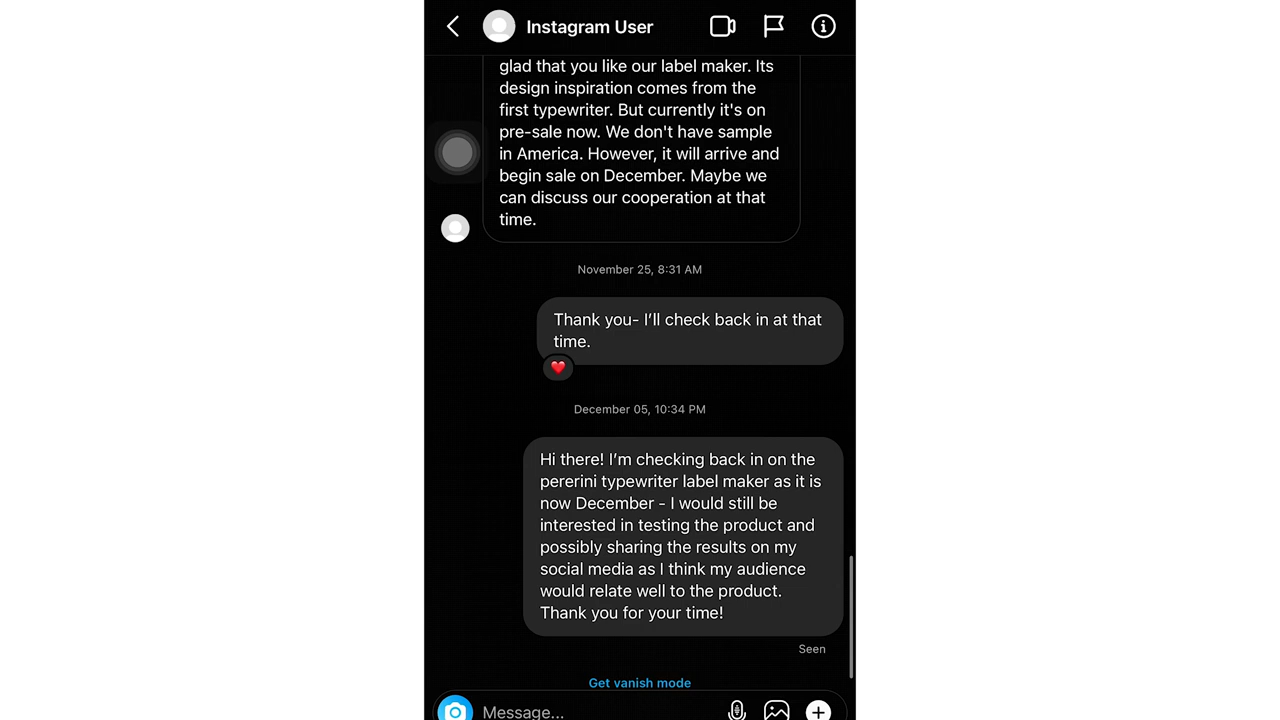 Instagram User
glad that you like our label maker. Its
design inspiration comes from the
first typewriter. But currently it's on
pre-sale now. We don't have sample
in America. However, it will arrive and
begin sale on December. Maybe we
can discuss our cooperation at that
time.
November 25, 8:31 AM
Thank you- I’ll check back in at that
time.
December 05, 10:34 PM
Hi there! I’m checking back in on the
pererini typewriter label maker as it is
now December - I would still be
interested in testing the product and
possibly sharing the results on my
social media as I think my audience
would relate well to the product.
Thank you for your time!
Seen
Get vanish mode
Message...